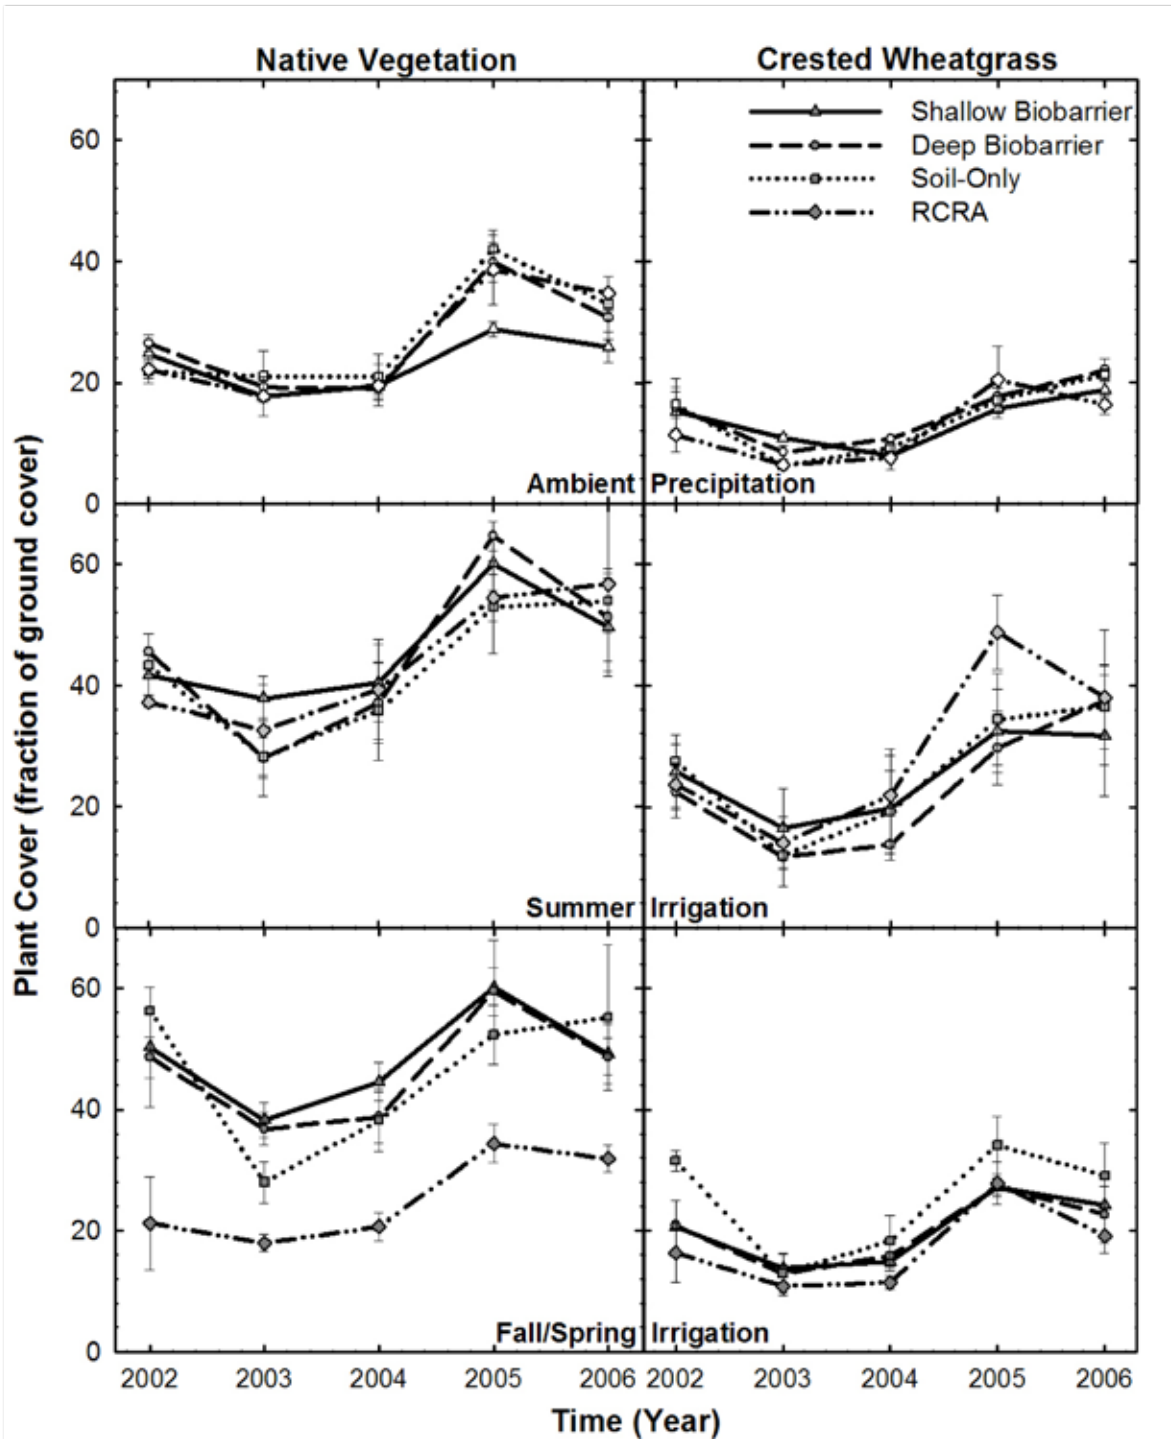 Native Vegetation
Crested Wheatgrass
Shallow Biobarrier
Deep Biobarrier
Soil-Only
RCRA
Plant Cover (fraction of ground cover)
60
40
20
0
Ambient Precipitation
60
40
20
0
Summer Irrigation
60
40
20
0
Fall/Spring Irrigation
2002 2003 2004 2005 2006 2002 2003 2004 2005 2006
Time (Year)